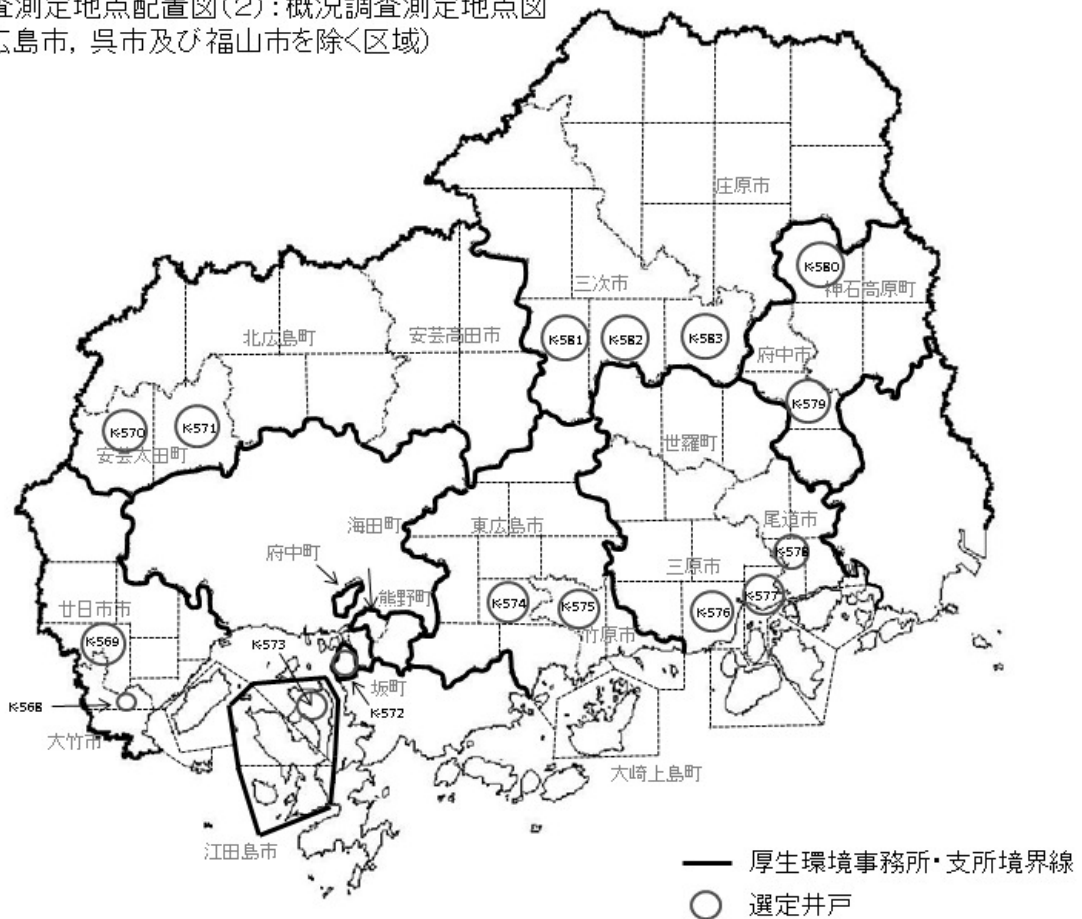 査測定地点配置図(2):概況調査測定地点図
広島市, 呉市及び福山市を除く区域)
庄原市
K-580
神石高原町
三次市
北広島町
安芸高田市
K-581
K-582
K-583
府中市
K-579
K-570
K-571
安芸太田町
世羅町
海田町
東広島市
尾道市
府中町
三原市
K-578
熊野町
廿日市市
K-574
K-575
K-576
K-577
K-569
K-573
竹原市
坂町
K-568
K-572
大竹市
大崎上島町
江田島市
厚生環境事務所・支所境界線
選定井戸